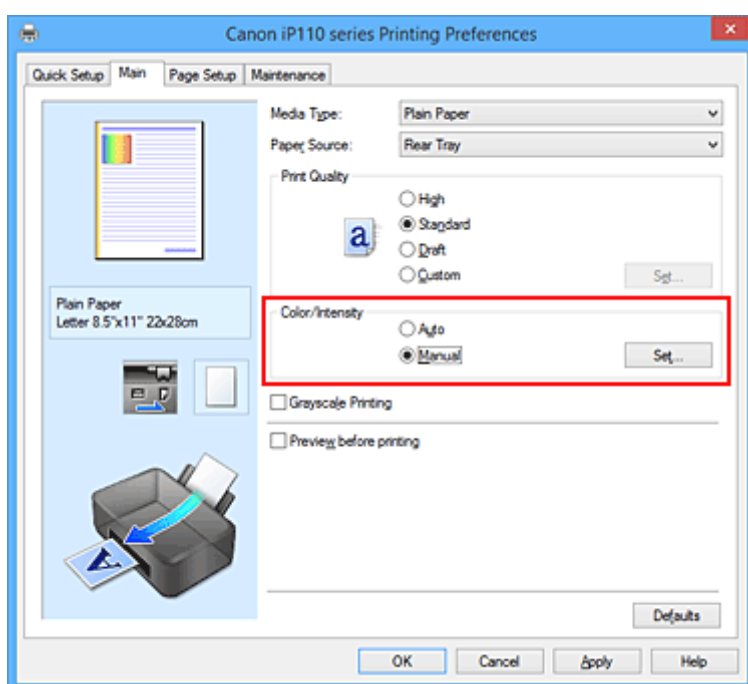 Canon iP110 series Printing Preferences
Quick Setup Main Page Setup Maintenance
Media Type: Plain Paper
Paper Source: Rear Tray
Print Quality
High
Standard
Draft
Custom Set...
a
Plain Paper
Letter 8.5"x11" 22x28cm
Color/Intensity
Auto
Manual Set...
Grayscale Printing
Preview before printing
A
Defaults
OK Cancel Apply Help